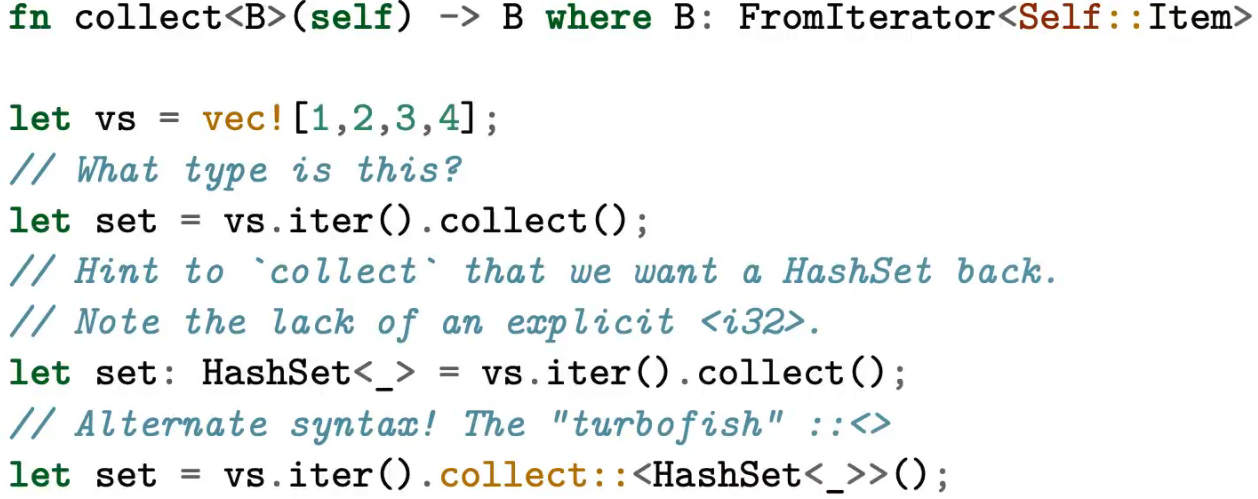 fn collect<B>(self) -> B where B: FromIterator<Self::Item>
let vs = vec![1,2,3,4];
// What type is this?
let set = vs.iter().collect();
// Hint to `collect` that we want a HashSet back.
// Note the lack of an explicit <i32>.
let set: HashSet<_> = vs.iter().collect();
// Alternate syntax! The "turbofish" ::<>
let set = vs.iter().collect::<HashSet<_>>();